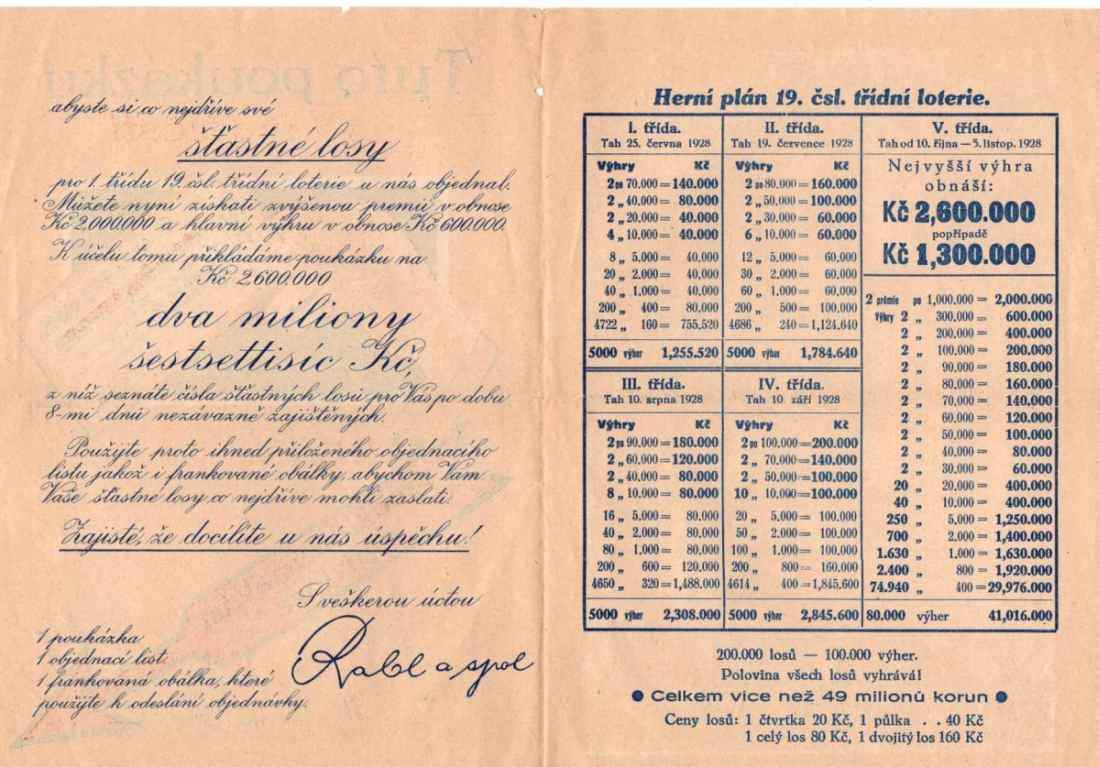 abyste si co nejdříve své
šťastné losy
pro 1. třídu 19. čsl. třídní loterie u nás objednal.
Můžete nyní získati zvýšenou premii v obnose
Kč 2,000.000 a hlavní výhru v obnose Kč 600.000.
K účelu tomu přikládáme poukázku na
Kč 2,600.000
dva miliony
šestsettisíc Kč,
z níž seznáte čísla šťastných losů pro Vás po dobu
8-mi dnů nezávazně zajištěných.
Použijte proto ihned přiloženého objednacího
listu jakož i frankované obálky, abychom Vám
Vaše šťastné losy co nejdříve mohli zaslati.
Zajisté, že docílíte u nás úspěchu!
S veškerou úctou
Rabl a spol
1 poukázka
1 objednací list
1 frankovaná obálka, které
použijte k odeslání objednávky.
Herní plán 19. čsl. třídní loterie.
I. třída.
Tah 25. června 1928
Výhry Kč
2 po 70.000 = 140.000
2 „ 40.000 = 80.000
2 „ 20.000 = 40.000
4 „ 10.000 = 40.000
8 „ 5.000 = 40.000
20 „ 2.000 = 40.000
40 „ 1.000 = 40.000
200 „ 400 = 80.000
4722 „ 160 = 755.520
5000 výher 1,255.520
II. třída.
Tah 19. července 1928
Výhry Kč
2 po 80.000 = 160.000
2 „ 50.000 = 100.000
2 „ 30.000 = 60.000
6 „ 10.000 = 60.000
12 „ 5.000 = 60.000
30 „ 2.000 = 60.000
60 „ 1.000 = 60.000
200 „ 500 = 100.000
4686 „ 240 = 1,124.640
5000 výher 1,784.640
III. třída.
Tah 10. srpna 1928
Výhry Kč
2 po 90.000 = 180.000
2 „ 60.000 = 120.000
2 „ 40.000 = 80.000
8 „ 10.000 = 80.000
16 „ 5.000 = 80.000
40 „ 2.000 = 80.000
80 „ 1.000 = 80.000
200 „ 600 = 120.000
4650 „ 320 = 1,488.000
5000 výher 2,308.000
IV. třída.
Tah 10. září 1928
Výhry Kč
2 po 100.000 = 200.000
2 „ 70.000 = 140.000
2 „ 50.000 = 100.000
10 „ 10.000 = 100.000
20 „ 5.000 = 100.000
50 „ 2.000 = 100.000
100 „ 1.000 = 100.000
200 „ 800 = 160.000
4614 „ 400 = 1,845.600
5000 výher 2,845.600
V. třída.
Tah od 10. října – 5. listop. 1928
Nejvyšší výhra
obnáší:
Kč 2,600.000
popřípadě
Kč 1,300.000
2 prémie po 1,000.000 = 2,000.000
Výhry 2 „ 300.000 = 600.000
2 „ 200.000 = 400.000
2 „ 100.000 = 200.000
2 „ 90.000 = 180.000
2 „ 80.000 = 160.000
2 „ 70,000 = 140.000
2 „ 60.000 = 120.000
2 „ 50.000 = 100.000
2 „ 40.000 = 80.000
2 „ 30.000 = 60.000
20 „ 20.000 = 400.000
40 „ 10.000 = 400.000
250 „ 5.000 = 1,250.000
700 „ 2.000 = 1,400.000
1.630 „ 1.000 = 1,630.000
2.400 „ 800 = 1,920.000
74.940 „ 400 = 29,976.000
80.000 výher 41,016.000
200.000 losů — 100.000 výher.
Polovina všech losů vyhrává!
● Celkem více než 49 milionů korun ●
Ceny losů: 1 čtvrtka 20 Kč, 1 půlka . . 40 Kč
1 celý los 80 Kč, 1 dvojitý los 160 Kč
Tuto poukázku